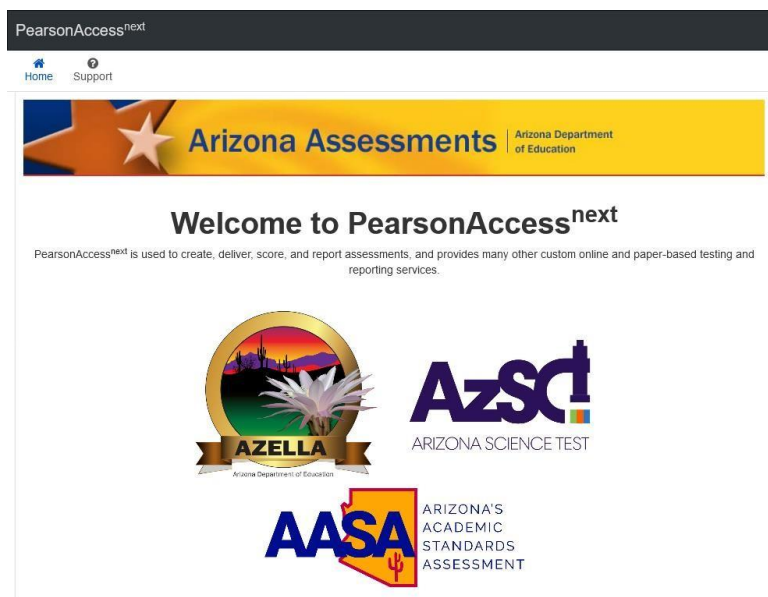 PearsonAccessnext
Home Support
Arizona Assessments
Arizona Department
of Education
Welcome to PearsonAccessnext
PearsonAccessnext is used to create, deliver, score, and report assessments, and provides many other custom online and paper-based testing and
reporting services.
AZELLA
Arizona Department of Education
AzSCI
ARIZONA SCIENCE TEST
AASA
ARIZONA'S
ACADEMIC
STANDARDS
ASSESSMENT